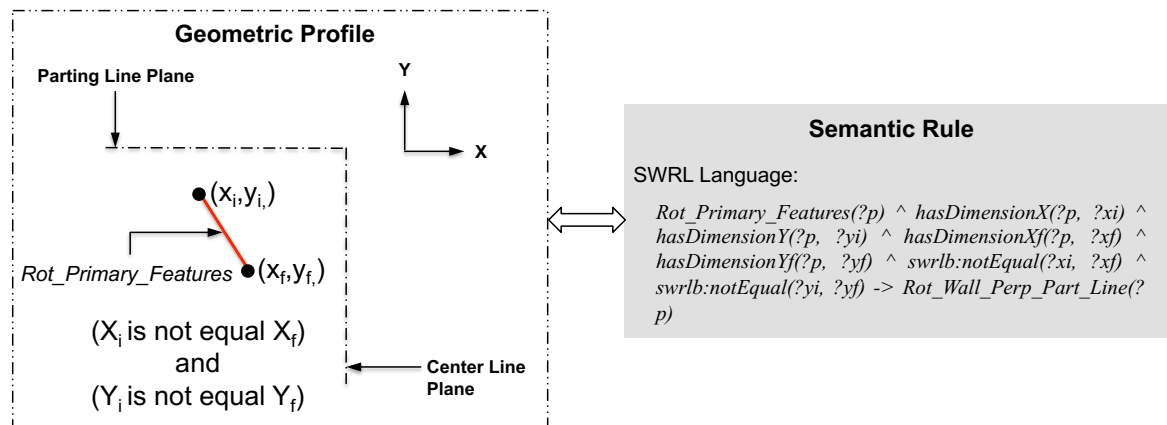 Geometric Profile
Parting Line Plane
Y
X
(xi,yi,)
Rot_Primary_Features
(xf,yf,)
(Xi is not equal Xf)
and
(Yi is not equal Yf)
Center Line
Plane
Semantic Rule
SWRL Language:
Rot_Primary_Features(?p) ^ hasDimensionX(?p, ?xi) ^
hasDimensionY(?p, ?yi) ^ hasDimensionXf(?p, ?xf) ^
hasDimensionYf(?p, ?yf) ^ swrlb:notEqual(?xi, ?xf) ^
swrlb:notEqual(?yi, ?yf) -> Rot_Wall_Perp_Part_Line(?
p)